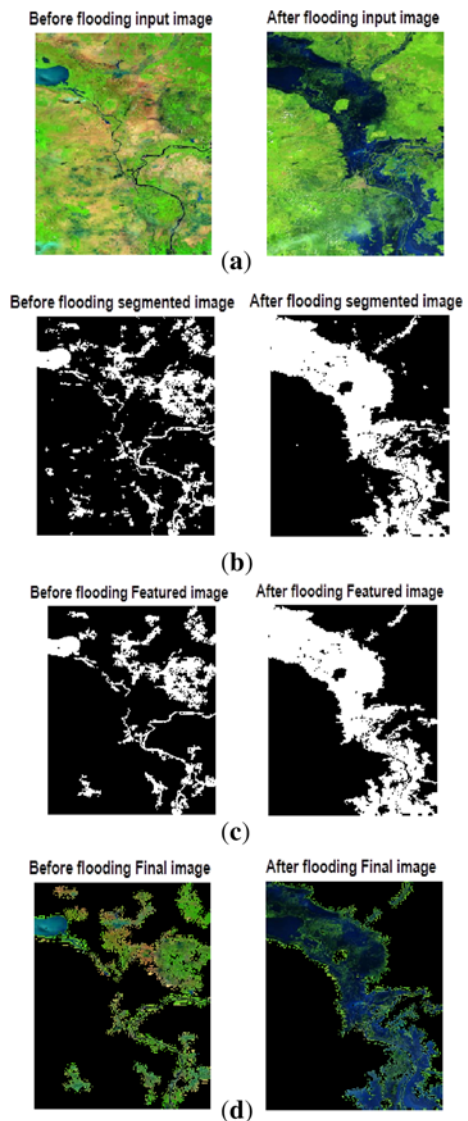 Before flooding input image
After flooding input image
(a)
Before flooding segmented image
After flooding segmented image
(b)
Before flooding Featured image
After flooding Featured image
(c)
Before flooding Final image
After flooding Final image
(d)